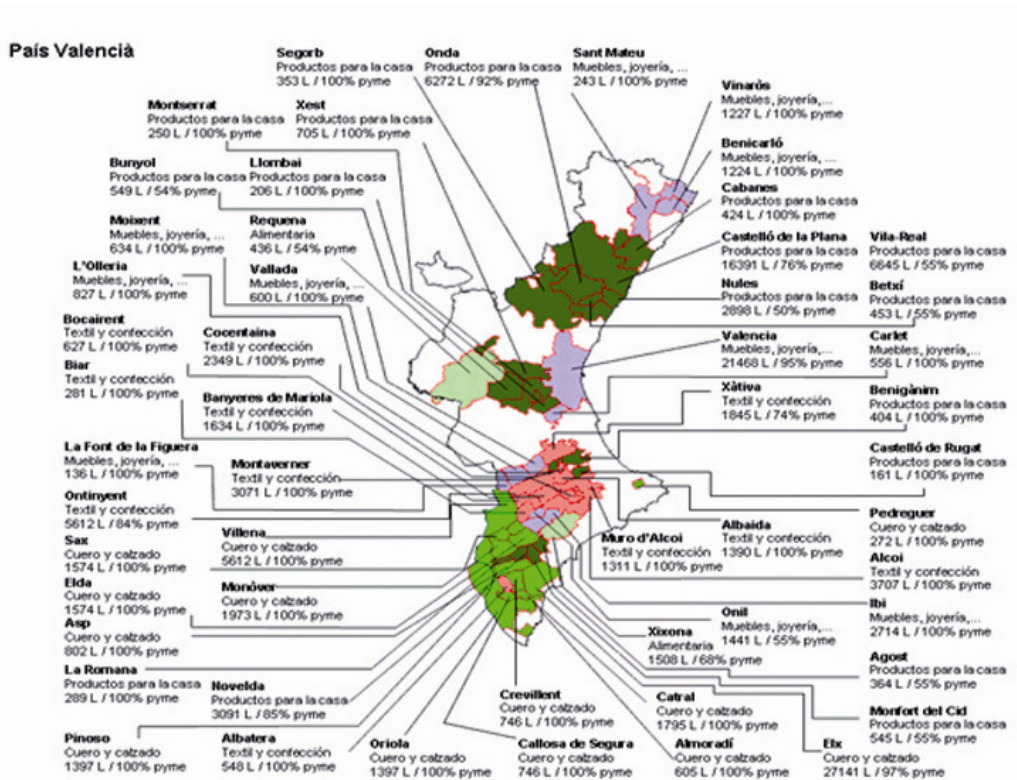 País Valencià
Segorb
Productos para la casa
353 L / 100% pyme
Onda
Productos para la casa
6272 L / 92% pyme
Sant Mateu
Muebles, joyería, ...
243 L / 100% pyme
Vinaròs
Muebles, joyería,...
1227 L / 100% pyme
Montserrat
Productos para la casa
250 L / 100% pyme
Xest
Productos para la casa
705 L / 100% pyme
Benicarló
Muebles, joyería, ...
1224 L / 100% pyme
Bunyol
Productos para la casa
549 L / 54% pyme
Llombai
Productos para la casa
206 L / 100% pyme
Cabanes
Productos para la casa
424 L / 100% pyme
Moixent
Muebles, joyería, ...
634 L / 100% pyme
Requena
Alimentaria
436 L / 54% pyme
Castelló de la Plana
Productos para la casa
16391 L / 76% pyme
Vila-Real
Productos para la casa
6645 L / 55% pyme
L'Olleria
Muebles, joyería, ...
827 L / 100% pyme
Vallada
Muebles, joyería, ...
600 L / 100% pyme
Nules
Productos para la casa
2898 L / 50% pyme
Betxí
Productos para la casa
453 L / 55% pyme
Bocairent
Textil y confección
627 L / 100% pyme
Cocentaina
Textil y confección
2349 L / 100% pyme
Valencia
Muebles, joyería, ...
21468 L / 95% pyme
Carlet
Muebles, joyería, ...
556 L / 100% pyme
Biar
Textil y confección
281 L / 100% pyme
Banyeres de Mariola
Textil y confección
1634 L / 100% pyme
Xàtiva
Textil y confección
1845 L / 74% pyme
Benigànim
Productos para la casa
404 L / 100% pyme
La Font de la Figuera
Muebles, joyería, ...
136 L / 100% pyme
Montaverner
Textil y confección
3071 L / 100% pyme
Castelló de Rugat
Productos para la casa
161 L / 100% pyme
Ontinyent
Textil y confección
5612 L / 84% pyme
Villena
Cuero y calzado
5612 L / 100% pyme
Muro d'Alcoi
Textil y confección
1311 L / 100% pyme
Albaida
Textil y confección
1390 L / 100% pyme
Pedreguer
Cuero y calzado
272 L / 100% pyme
Sax
Cuero y calzado
1574 L / 100% pyme
Alcoi
Textil y confección
3707 L / 100% pyme
Elda
Cuero y calzado
1574 L / 100% pyme
Monòver
Cuero y calzado
1973 L / 100% pyme
Ibi
Muebles, joyería,...
2714 L / 100% pyme
Asp
Cuero y calzado
802 L / 100% pyme
Onil
Muebles, joyería,...
1441 L / 55% pyme
Xixona
Alimentaria
1508 L / 68% pyme
La Romana
Productos para la casa
289 L / 100% pyme
Novelda
Productos para la casa
3091 L / 85% pyme
Agost
Productos para la casa
364 L / 55% pyme
Crevillent
Cuero y calzado
746 L / 100% pyme
Catral
Cuero y calzado
1795 L / 100% pyme
Monfort del Cid
Productos para la casa
545 L / 55% pyme
Pinoso
Cuero y calzado
1397 L / 100% pyme
Albatera
Textil y confección
548 L / 100% pyme
Oriola
Cuero y calzado
1397 L / 100% pyme
Callosa de Segura
Cuero y calzado
746 L / 100% pyme
Almoradí
Cuero y calzado
605 L / 100% pyme
Elx
Cuero y calzado
27141 L / 97% pyme